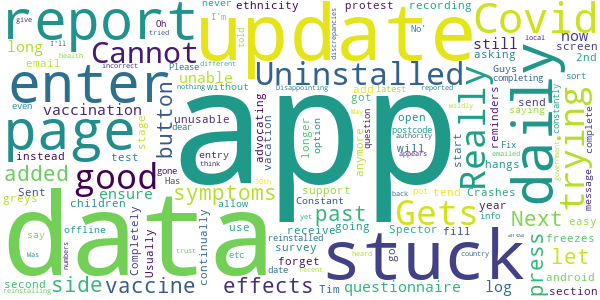 report
update
Covid
page
enter
Cannot
Uninstalled
app
daily
Really
trying
data
stuck
good
Gets
symptoms
vaccine
effects
side
added
button
press
Next
past
let
log
vaccination
unable
ensure
questionnaire
long
email
still
now
ethnicity
protest
recording
never
I'm
told
discrepancies
No'
Oh
tried
Please
different
without
nothing
Disappointing
add
latest
got
reported
give
I'll
health
incorrect
even
instead
test
stage
unusable
dear
gone
Has
entry
think
30th
advocating
vacation
longer
option
open
postcode
authority
will
May
question
appears
anymore
start
reminders
asking
screen
2nd
Guys
completing
local
sort
send
saying
Fix
emailed
hangs
Crashes
year
info
constantly
government
message
complete
easy
android
section
freezes
wildly
tend
pot
back
support
Constant
yet
receive
reinstalled
survey
forget
date
recent
going
Spector
fill
go
Tim
heard
country
children
allow
use
etc
trust
continually
Usually
Completely
offline
Sent
greys
say
Was
numbers
second
reinstalling